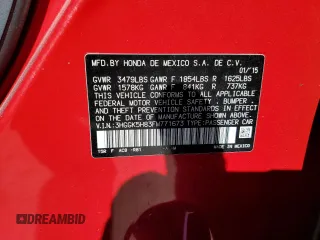 MFD. BY HONDA DE MEXICO S.A. DE C.V.
01/15
GVWR 3479LBS GAWR F 1854LBS R 1625LBS
GVWR 1578KG GAWR F 841KG R 737KG
THIS VEHICLE CONFORMS TO ALL APPLICABLE
FEDERAL MOTOR VEHICLE SAFETY, BUMPER, AND
THEFT PREVENTION STANDARDS IN EFFECT ON THE
DATE OF MANUFACTURE SHOWN ABOVE.
V.I.N.:3HGGK5H83FM771673 TYPE:PASSENGER CAR
MADE IN MEXICO
DREAMBID